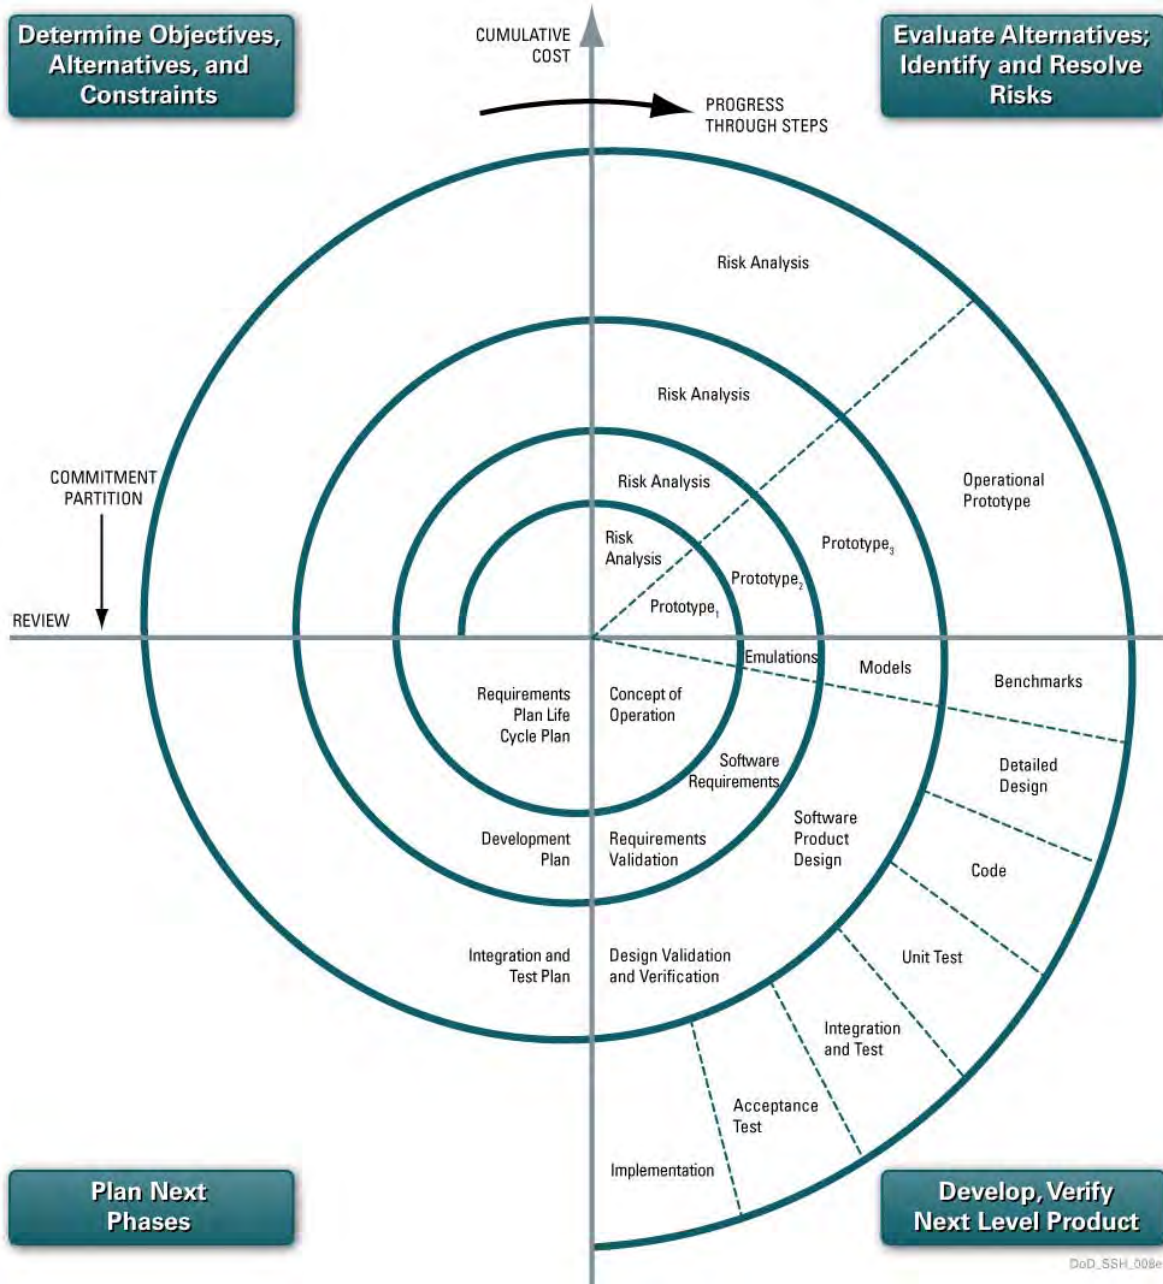 Determine Objectives,
Alternatives, and
Constraints
CUMULATIVE
COST
Evaluate Alternatives;
Identify and Resolve
Risks
PROGRESS
THROUGH STEPS
Risk Analysis
Risk Analysis
COMMITMENT
PARTITION
Risk Analysis
Operational
Prototype
Risk
Analysis
Prototype3
Prototype2
Prototype1
REVIEW
Emulations
Models
Benchmarks
Requirements
Plan Life
Cycle Plan
Concept of
Operation
Software
Requirements
Detailed
Design
Development
Plan
Requirements
Validation
Software
Product
Design
Code
Integration and
Test Plan
Design Validation
and Verification
Unit Test
Integration
and Test
Acceptance
Test
Implementation
Plan Next
Phases
Develop, Verify
Next Level Product
DoD_SSH_008e